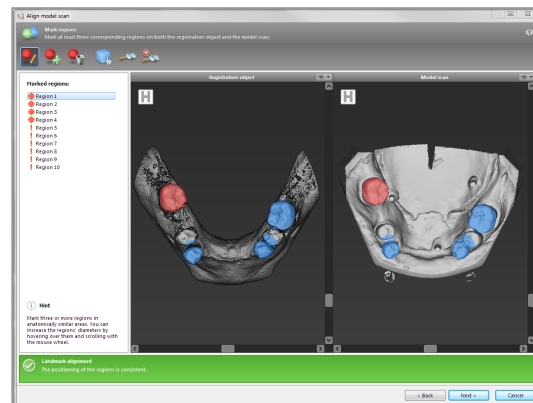 Align model scan
Mark regions
Mark at least three corresponding regions on both the registration object and the model scan.
Marked regions:
Registration object
Model scan
Region 1
Region 2
Region 3
Region 4
Region 5
Region 6
Region 7
Region 8
Region 9
Region 10
H
H
Hint
Mark three or more regions in
anatomically similar areas. You can
increase the regions' diameters by
hovering over them and scrolling with
the mouse wheel.
Landmark alignment
The positioning of the regions is consistent.
< Back
Next >
Cancel